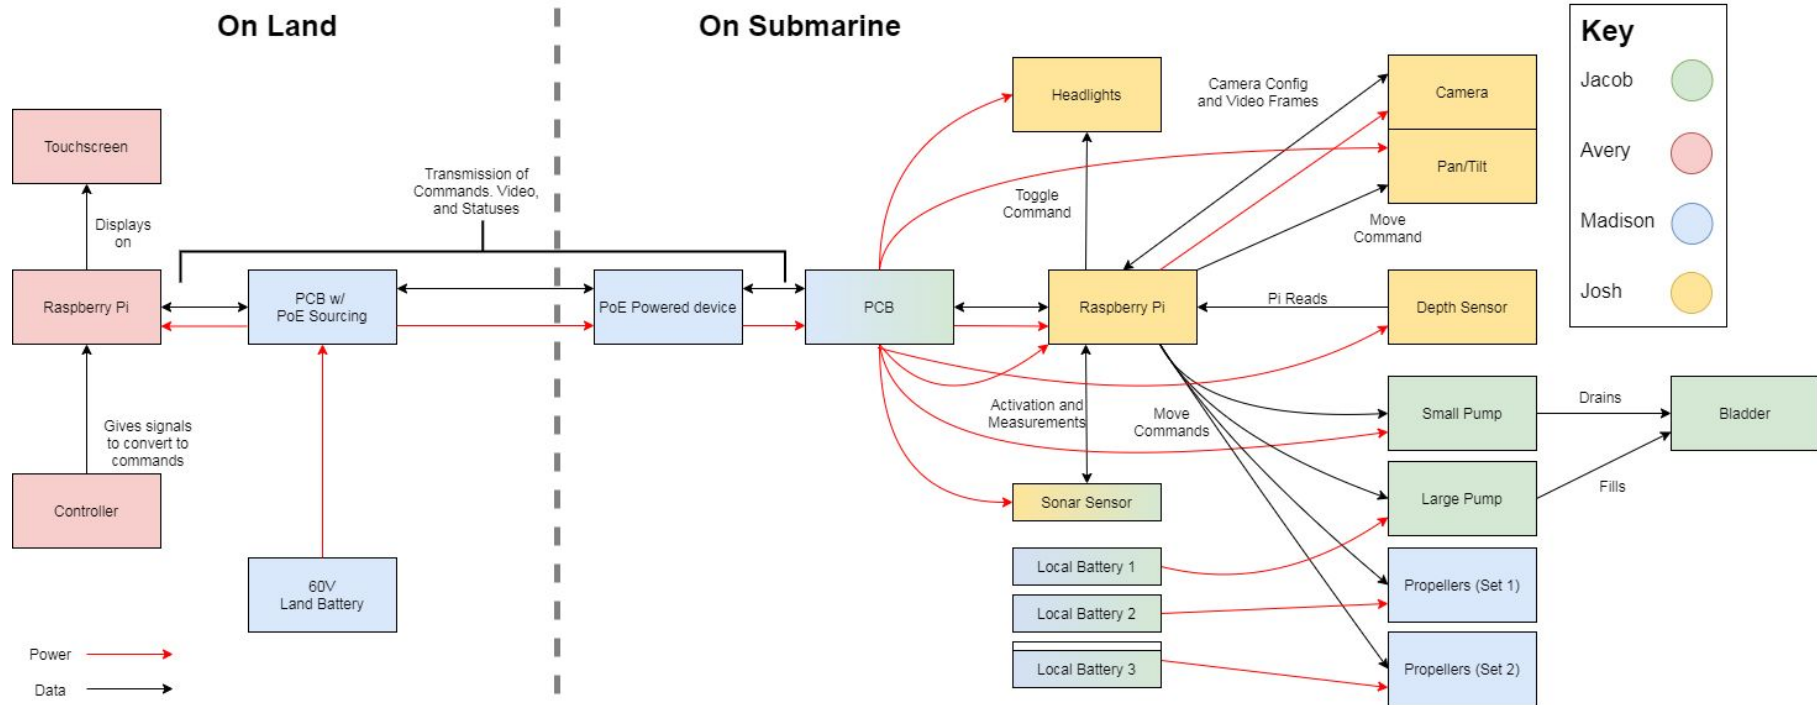 On Land
On Submarine
Key
Jacob
Avery
Madison
Josh
Touchscreen
Displays
on
Raspberry Pi
Gives signals
to convert to
commands
Controller
Transmission of
Commands. Video,
and Statuses
PCB w/
PoE Sourcing
60V
Land Battery
Power
Data
PoE Powered device
PCB
Headlights
Toggle
Command
Raspberry Pi
Camera Config
and Video Frames
Camera
Pan/Tilt
Move
Command
Pi Reads
Depth Sensor
Activation and
Measurements
Move
Commands
Sonar Sensor
Small Pump
Drains
Bladder
Large Pump
Fills
Local Battery 1
Local Battery 2
Local Battery 3
Propellers (Set 1)
Propellers (Set 2)